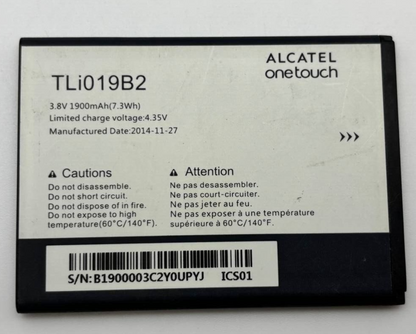 TLi019B2
ALCATEL
onetouch
3.8V 1900mAh(7.3Wh)
Limited charge voltage:4.35V
Manufactured Date:2014-11-27
Cautions
Do not disassemble.
Do not short circuit.
Do not dispose of in fire.
Do not expose to high
temperature(60°C/140°F).
Attention
Ne pas desassembler.
Ne pas court-circuiter.
Ne pas jeter au feu.
Ne pas exposer à une température
supérieure à 60°C/140°F.
S/N:B1900003C2Y0UPYJ ICS01